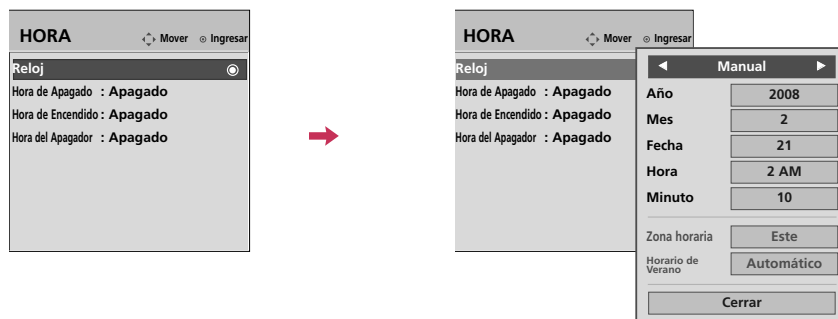 HORA Mover Ingresar
Reloj
Hora de Apagado : Apagado
Hora de Encendido : Apagado
Hora del Apagador : Apagado
HORA Mover Ingresar
Reloj
Hora de Apagado : Apagado
Hora de Encendido : Apagado
Hora del Apagador : Apagado
Manual
Año 2008
Mes 2
Fecha 21
Hora 2 AM
Minuto 10
Zona horaria Este
Horario de
Verano Automático
Cerrar